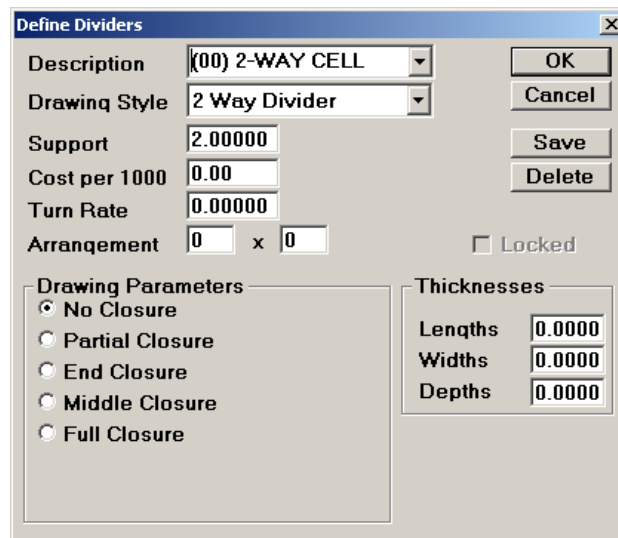 Define Dividers
Description (00) 2-WAY CELL OK
Drawing Style 2 Way Divider Cancel
Support 2.00000 Save
Cost per 1000 0.00 Delete
Turn Rate 0.00000
Arrangement 0 x 0 Locked
Drawing Parameters
No Closure
Partial Closure
End Closure
Middle Closure
Full Closure
Thicknesses
Lengths 0.0000
Widths 0.0000
Depths 0.0000